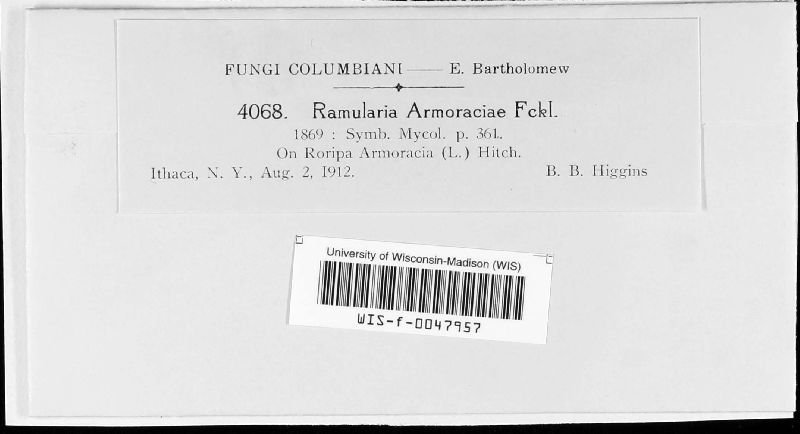 FUNGI COLUMBIANI — E. Bartholomew
4068. Ramularia Armoraciae Fckl.
1869 : Symb. Mycol. p. 361.
On Roripa Armoracia (L.) Hitch.
Ithaca, N. Y., Aug. 2, 1912. B. B. Higgins
University of Wisconsin-Madison (WIS)
WIS-f-0047957